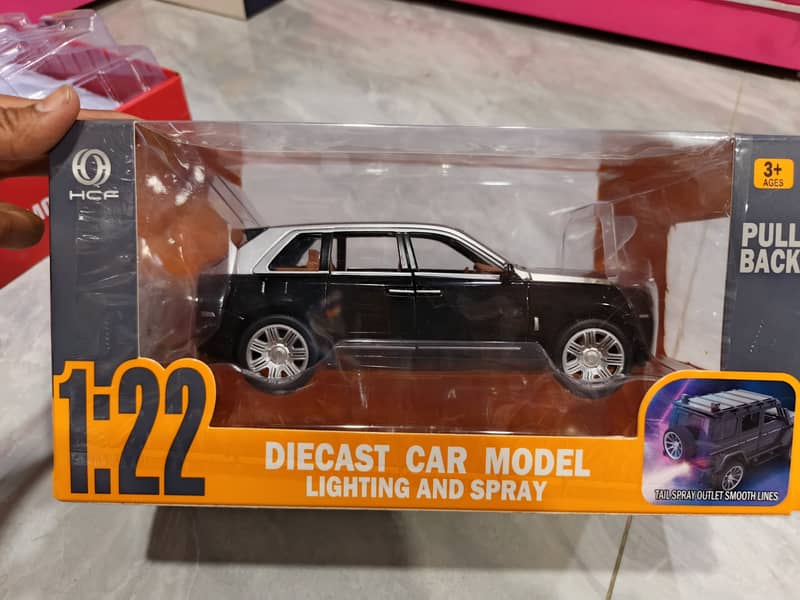 HCF
3+
AGES
PULL
BACK
1:22
DIECAST CAR MODEL
LIGHTING AND SPRAY
TAIL SPRAY OUTLET SMOOTH LINES